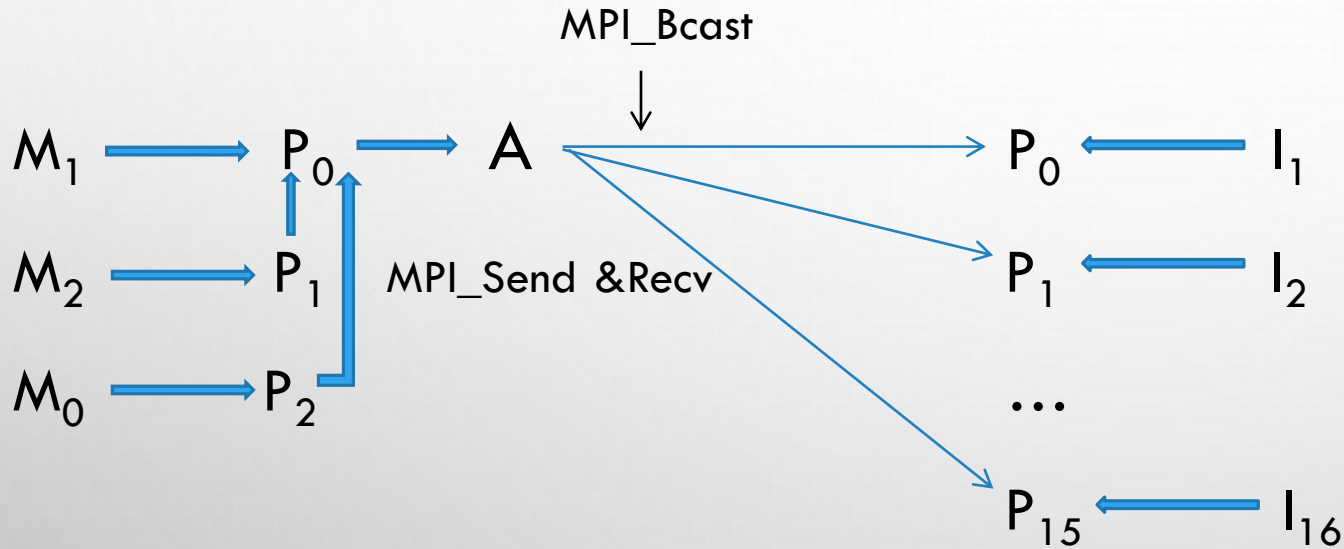 MPI_Bcast
M₁ P₀ A P₀ I₁
M₂ P₁ MPI_Send &Recv P₁ I₂
M₀ P₂ ...
P₁₅ I₁₆